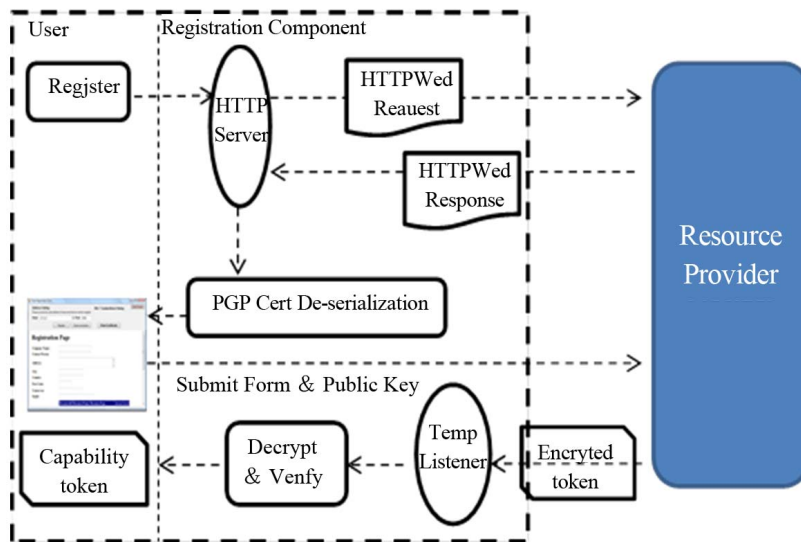 User
Registration Component
Register
HTTP
Server
HTTPWed
Reauest
HTTPWed
Response
Resource
Provider
PGP Cert De-serialization
Registration Page
Submit Form & Public Key
Capability
token
Decrypt
& Venfy
Temp
Listener
Encryted
token